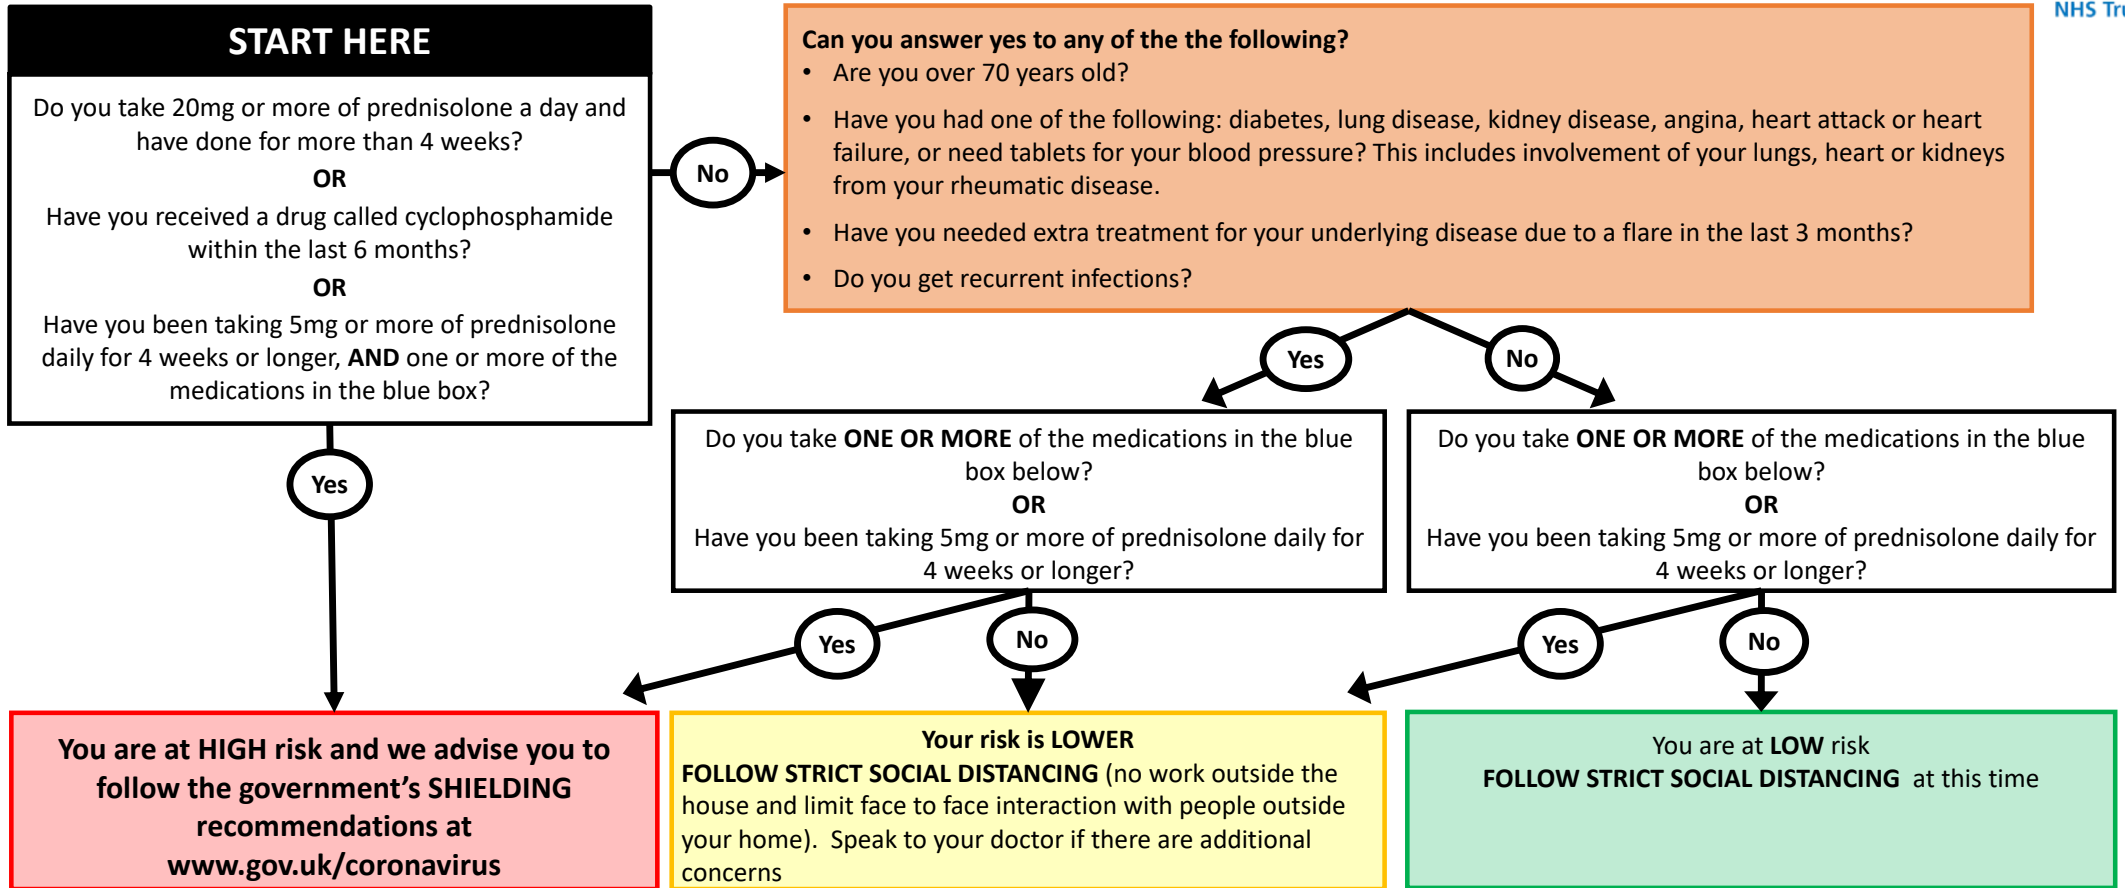 NHS
START HERE
Do you take 20mg or more of prednisolone a day and
have done for more than 4 weeks?
OR
Have you received a drug called cyclophosphamide
within the last 6 months?
OR
Have you been taking 5mg or more of prednisolone
daily for 4 weeks or longer, AND one or more of the
medications in the blue box?
No
Can you answer yes to any of the the following?
• Are you over 70 years old?
• Have you had one of the following: diabetes, lung disease, kidney disease, angina, heart attack or heart
failure, or need tablets for your blood pressure? This includes involvement of your lungs, heart or kidneys
from your rheumatic disease.
• Have you needed extra treatment for your underlying disease due to a flare in the last 3 months?
• Do you get recurrent infections?
Yes
No
Yes
Do you take ONE OR MORE of the medications in the blue
box below?
OR
Have you been taking 5mg or more of prednisolone daily for
4 weeks or longer?
Do you take ONE OR MORE of the medications in the blue
box below?
OR
Have you been taking 5mg or more of prednisolone daily for
4 weeks or longer?
Yes
No
Yes
No
You are at HIGH risk and we advise you to
follow the government's SHIELDING
recommendations at
www.gov.uk/coronavirus
Your risk is LOWER
FOLLOW STRICT SOCIAL DISTANCING (no work outside the
house and limit face to face interaction with people outside
your home). Speak to your doctor if there are additional
concerns
You are at LOW risk
FOLLOW STRICT SOCIAL DISTANCING at this time